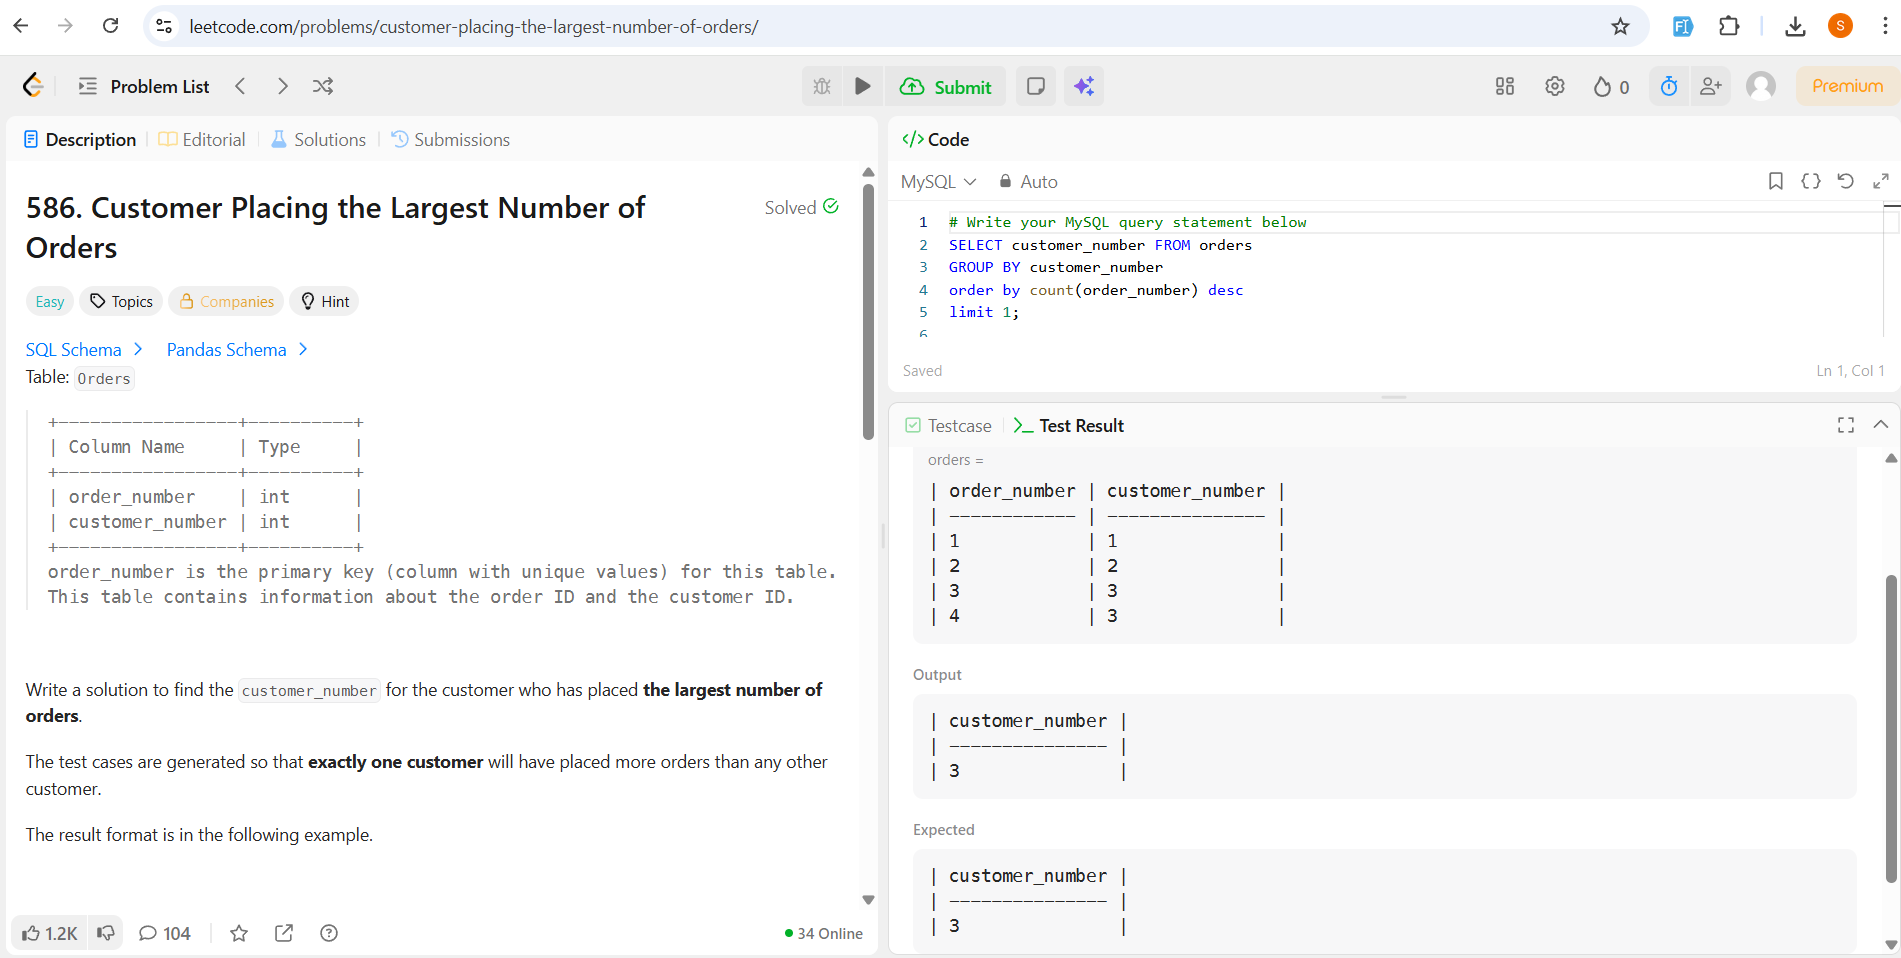 leetcode.com/problems/customer-placing-the-largest-number-of-orders/
S
Problem List
Submit
0
Premium
Description
Editorial
Solutions
Submissions
586. Customer Placing the Largest Number of
Orders
Solved
Easy
Topics
Companies
Hint
SQL Schema
Pandas Schema
Table: Orders
+-----------------+----------+
| Column Name     | Type     |
+-----------------+----------+
| order_number    | int      |
| customer_number | int      |
+-----------------+----------+
order_number is the primary key (column with unique values) for this table.
This table contains information about the order ID and the customer ID.
Write a solution to find the customer_number for the customer who has placed the largest number of
orders.
The test cases are generated so that exactly one customer will have placed more orders than any other
customer.
The result format is in the following example.
1.2K
104
34 Online
</> Code
MySQL
Auto
1 # Write your MySQL query statement below
2 SELECT customer_number FROM orders
3 GROUP BY customer_number
4 order by count(order_number) desc
5 limit 1;
6
Saved
Ln 1, Col 1
Testcase
>_ Test Result
orders =
| order_number | customer_number |
| ------------ | --------------- |
| 1            | 1               |
| 2            | 2               |
| 3            | 3               |
| 4            | 3               |
Output
| customer_number |
| --------------- |
| 3               |
Expected
| customer_number |
| --------------- |
| 3               |